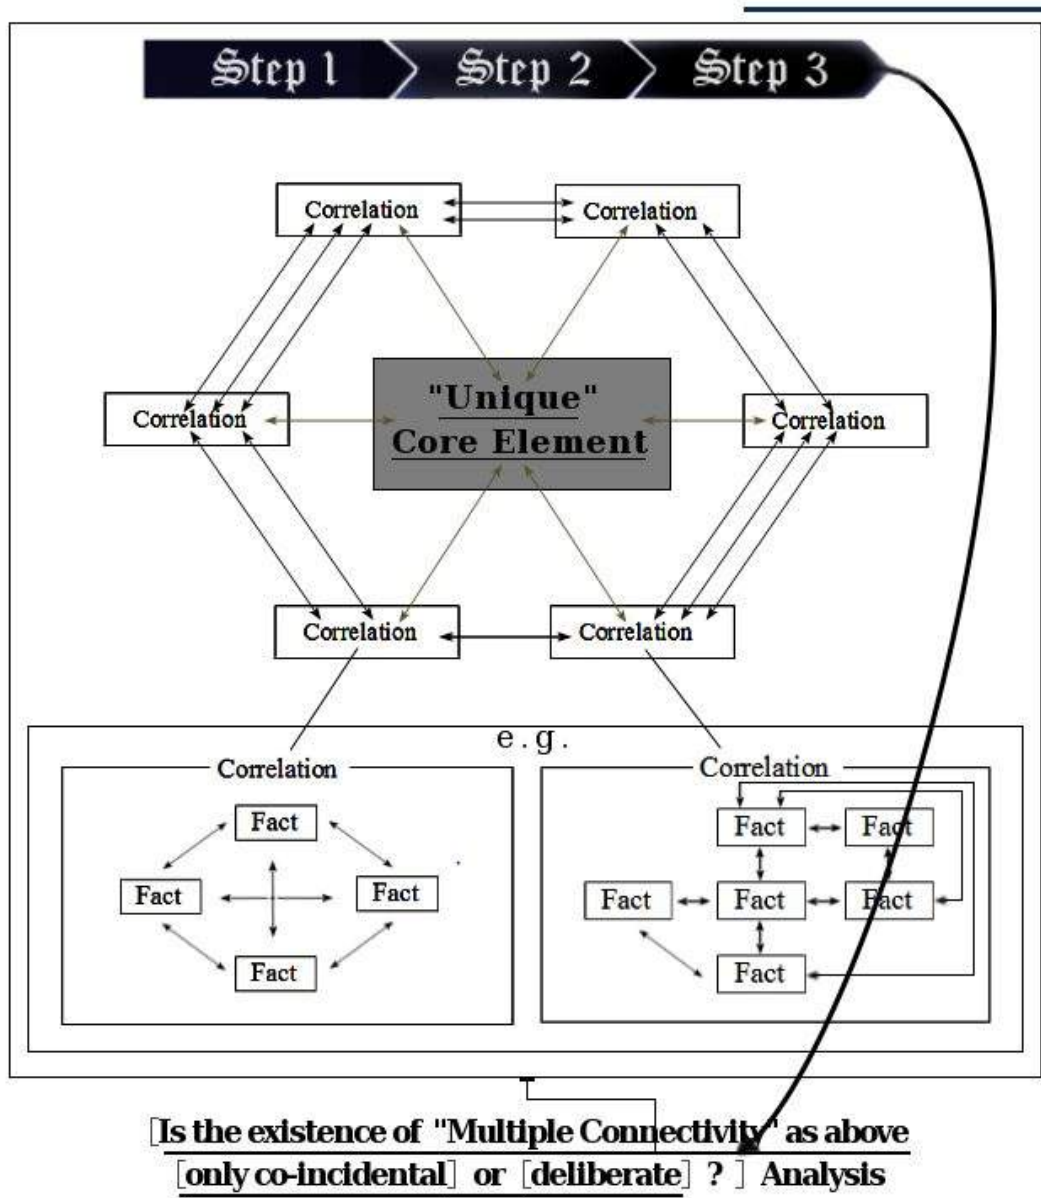 Step 1 Step 2 Step 3
Correlation Correlation
"Unique"
Core Element
Correlation Correlation
Correlation Correlation
e.g.
Correlation Correlation
Fact Fact Fact
Fact Fact Fact Fact Fact
Fact Fact
[Is the existence of "Multiple Connectivity" as above
[only co-incidental] or [deliberate] ? ] Analysis